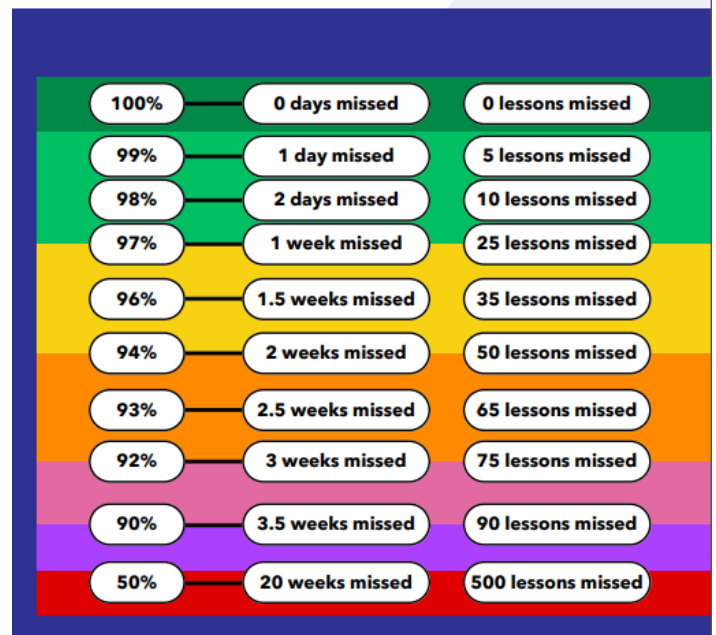 100% 0 days missed 0 lessons missed
99% 1 day missed 5 lessons missed
98% 2 days missed 10 lessons missed
97% 1 week missed 25 lessons missed
96% 1.5 weeks missed 35 lessons missed
94% 2 weeks missed 50 lessons missed
93% 2.5 weeks missed 65 lessons missed
92% 3 weeks missed 75 lessons missed
90% 3.5 weeks missed 90 lessons missed
50% 20 weeks missed 500 lessons missed